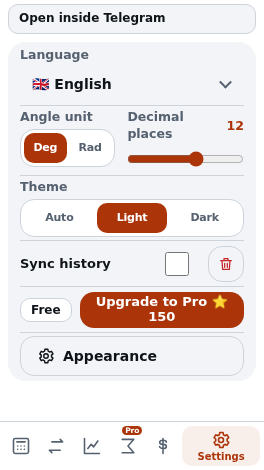 Open inside Telegram
Language
🇬🇧 English
Angle unit
Decimal places
12
Deg
Rad
Theme
Auto
Light
Dark
Sync history
Free
Upgrade to Pro ⭐
150
Appearance
Pro
$
Settings